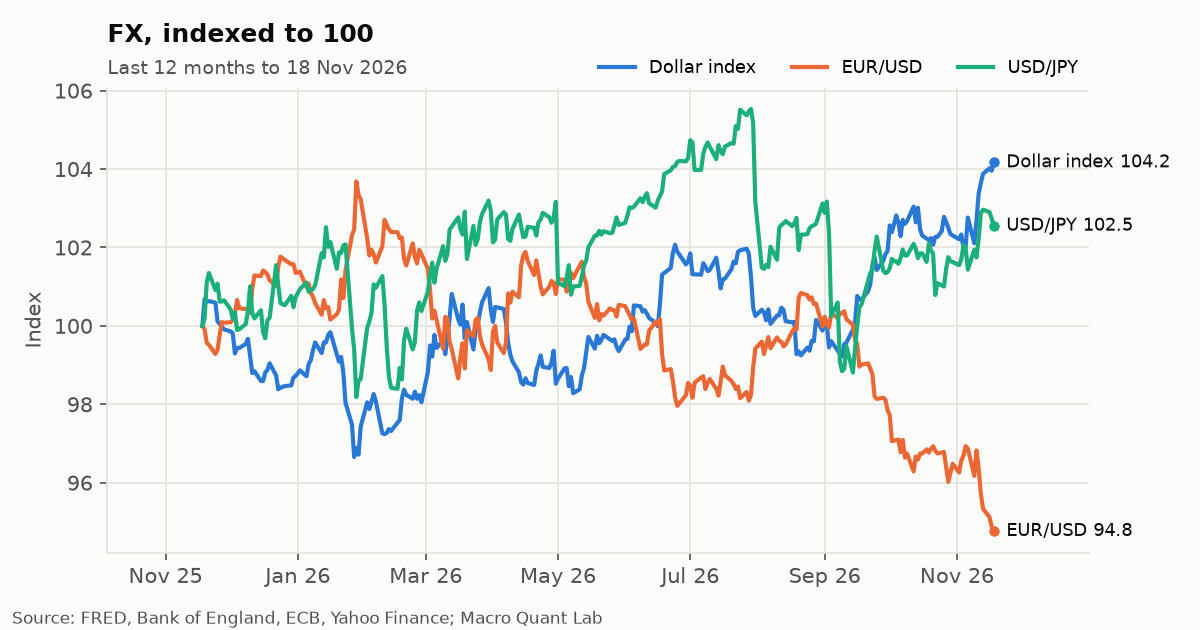 FX, indexed to 100
Last 12 months to 18 Nov 2026
Dollar index
EUR/USD
USD/JPY
106
104
102
100
98
96
Index
Dollar index 104.2
USD/JPY 102.5
EUR/USD 94.8
Nov 25
Jan 26
Mar 26
May 26
Jul 26
Sep 26
Nov 26
Source: FRED, Bank of England, ECB, Yahoo Finance; Macro Quant Lab